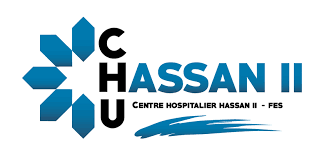 CHU
HASSAN II
CENTRE HOSPITALIER HASSAN II - FES